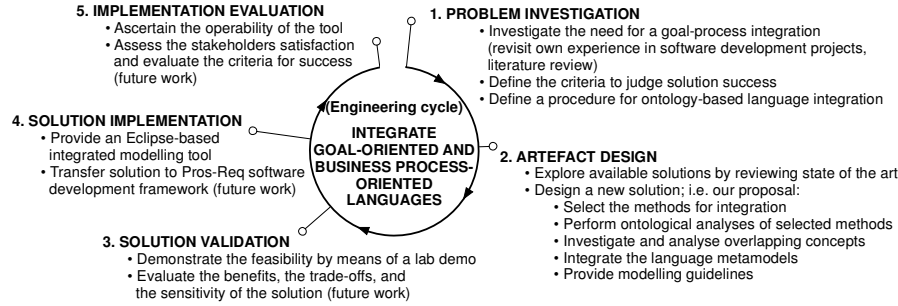 5. IMPLEMENTATION EVALUATION
• Ascertain the operability of the tool
• Assess the stakeholders satisfaction
and evaluate the criteria for success
(future work)
1. PROBLEM INVESTIGATION
• Investigate the need for a goal-process integration
(revisit own experience in software development projects,
literature review)
• Define the criteria to judge solution success
• Define a procedure for ontology-based language integration
(Engineering cycle)
INTEGRATE
GOAL-ORIENTED AND
BUSINESS PROCESS-
ORIENTED
LANGUAGES
4. SOLUTION IMPLEMENTATION
• Provide an Eclipse-based
integrated modelling tool
• Transfer solution to Pros-Req software
development framework (future work)
2. ARTEFACT DESIGN
• Explore available solutions by reviewing state of the art
• Design a new solution; i.e. our proposal:
• Select the methods for integration
• Perform ontological analyses of selected methods
• Investigate and analyse overlapping concepts
• Integrate the language metamodels
• Provide modelling guidelines
3. SOLUTION VALIDATION
• Demonstrate the feasibility by means of a lab demo
• Evaluate the benefits, the trade-offs, and
the sensitivity of the solution (future work)